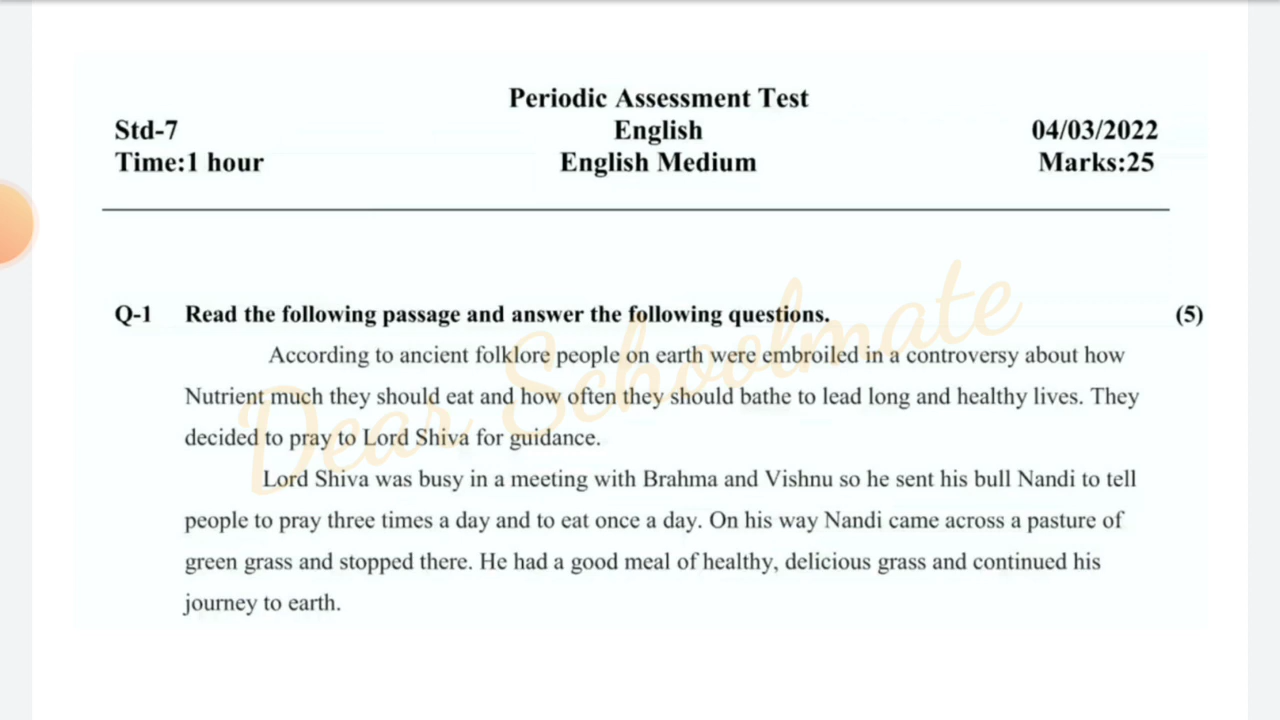 Periodic Assessment Test
Std-7 English 04/03/2022
Time:1 hour English Medium Marks:25
Q-1 Read the following passage and answer the following questions. (5)
According to ancient folklore people on earth were embroiled in a controversy about how
Nutrient much they should eat and how often they should bathe to lead long and healthy lives. They
decided to pray to Lord Shiva for guidance.
Lord Shiva was busy in a meeting with Brahma and Vishnu so he sent his bull Nandi to tell
people to pray three times a day and to eat once a day. On his way Nandi came across a pasture of
green grass and stopped there. He had a good meal of healthy, delicious grass and continued his
journey to earth.
Dear Schoolmate